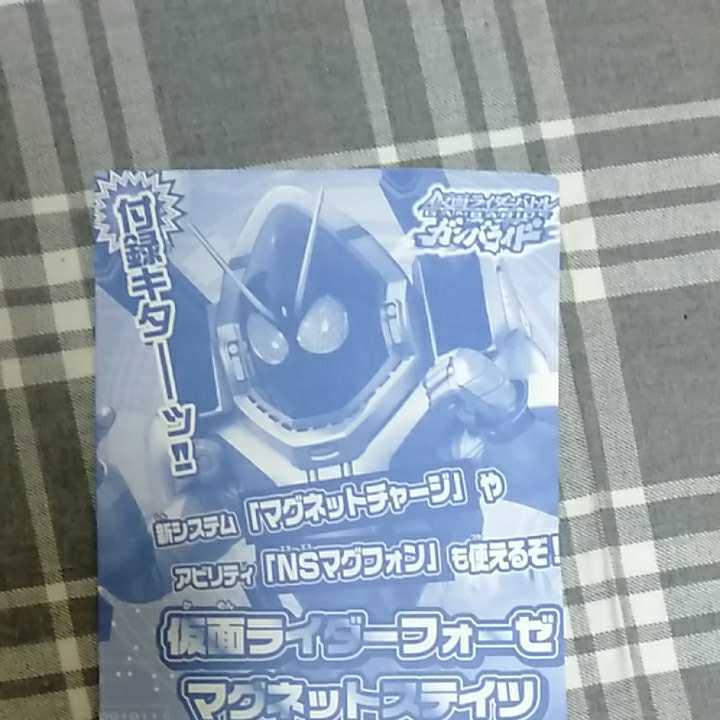 付録キターッ!!
仮面ライダーバトル
GANBARIDE
ガンバライド
新システム「マグネットチャージ」や
アビリティ「NSマグフォン」も使えるぞ!
仮面ライダーフォーゼ
マグネットステイツ